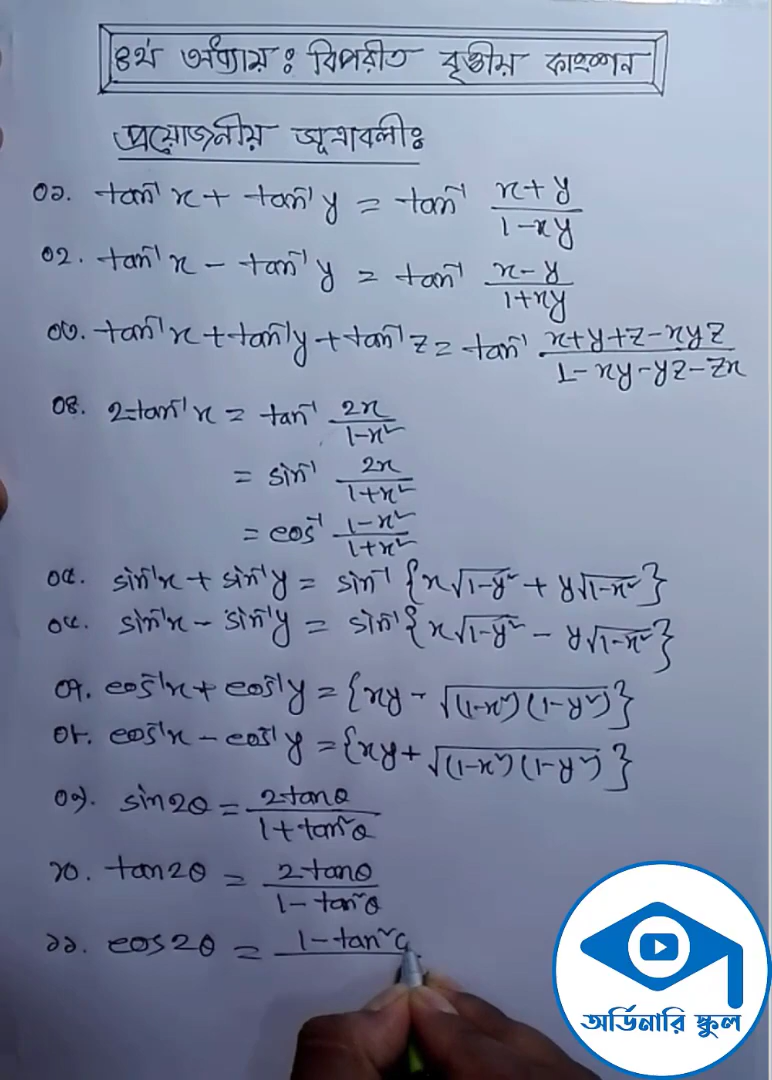 ৪র্থ অধ্যায়ঃ বিপরীত বৃত্তীয় ফাংশন
প্রয়োজনীয় সূত্রাবলীঃ
০১. tan⁻¹x + tan⁻¹y = tan⁻¹ (x+y)/(1-xy)
০২. tan⁻¹x - tan⁻¹y = tan⁻¹ (x-y)/(1+xy)
০৩. tan⁻¹x + tan⁻¹y + tan⁻¹z = tan⁻¹ (x+y+z-xyz)/(1-xy-yz-zx)
০৪. 2tan⁻¹x = tan⁻¹ 2x/(1-x²)
= sin⁻¹ 2x/(1+x²)
= cos⁻¹ (1-x²)/(1+x²)
০৫. sin⁻¹x + sin⁻¹y = sin⁻¹{x√(1-y²) + y√(1-x²)}
০৬. sin⁻¹x - sin⁻¹y = sin⁻¹{x√(1-y²) - y√(1-x²)}
০৭. cos⁻¹x + cos⁻¹y = {xy - √((1-x²)(1-y²))}
০৮. cos⁻¹x - cos⁻¹y = {xy + √((1-x²)(1-y²))}
০৯. sin2θ = 2tanθ/(1+tan²θ)
১০. tan2θ = 2tanθ/(1-tan²θ)
১১. cos2θ = 1-tan²
অর্ডিনারি স্কুল